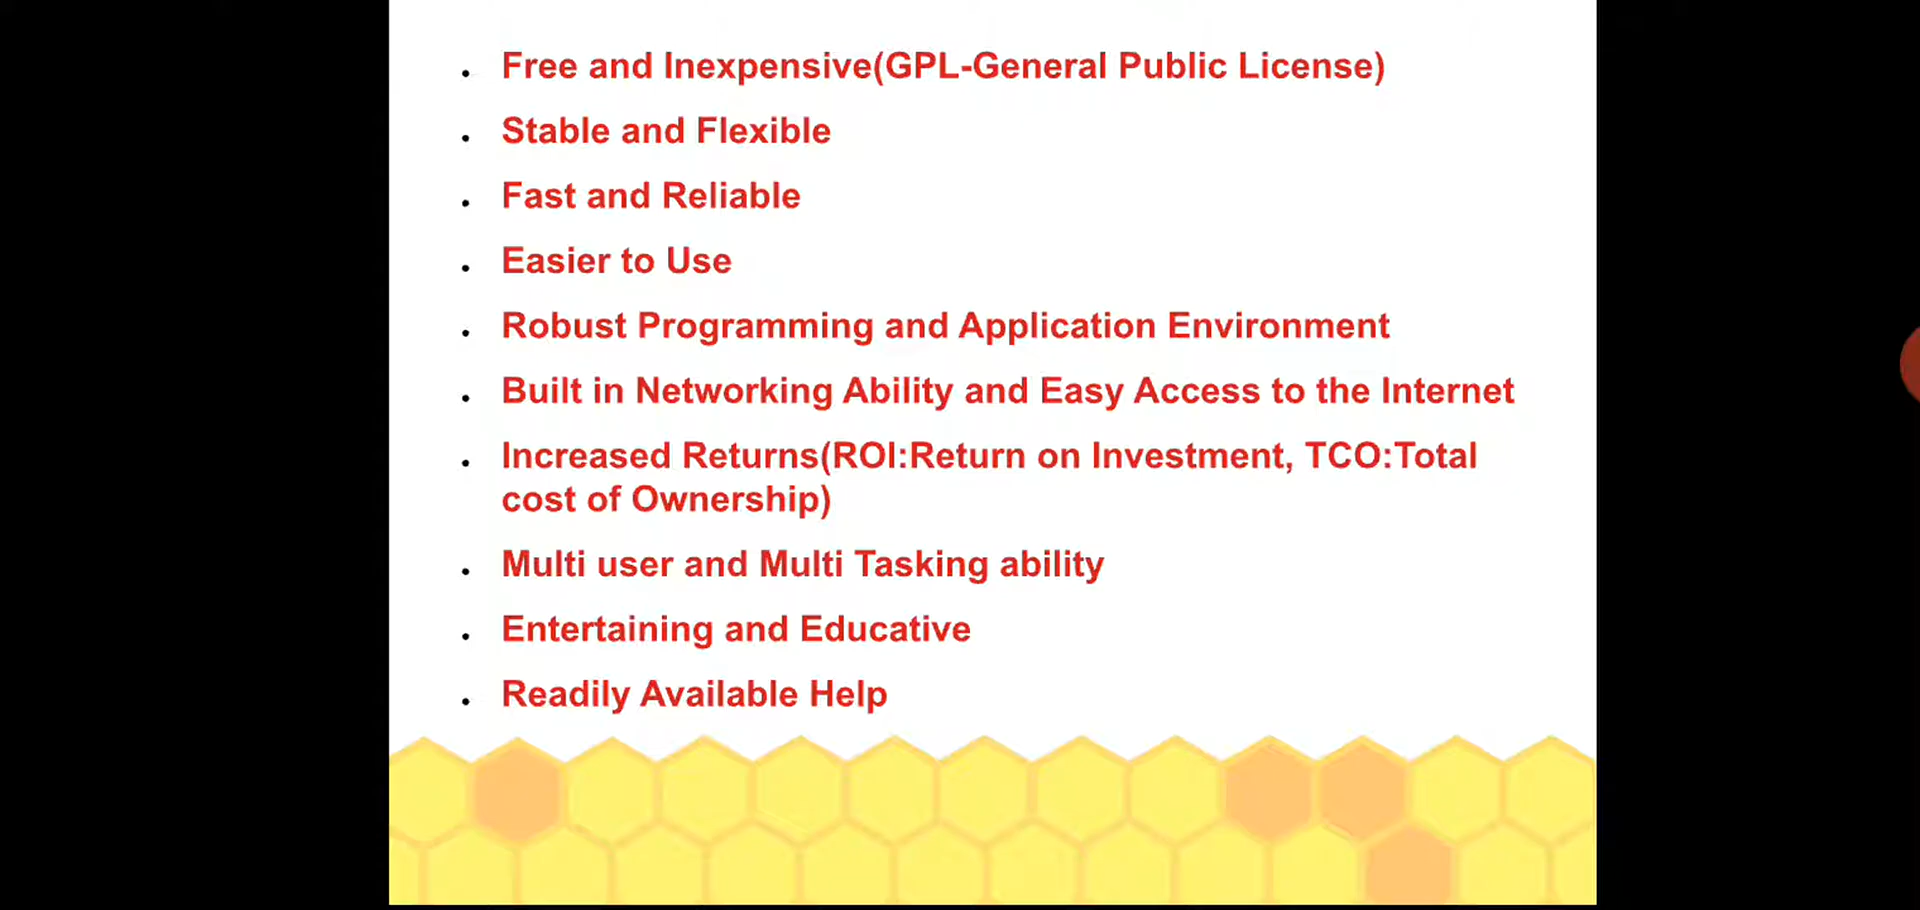 Free and Inexpensive(GPL-General Public License)
Stable and Flexible
Fast and Reliable
Easier to Use
Robust Programming and Application Environment
Built in Networking Ability and Easy Access to the Internet
Increased Returns(ROI:Return on Investment, TCO:Total
cost of Ownership)
Multi user and Multi Tasking ability
Entertaining and Educative
Readily Available Help